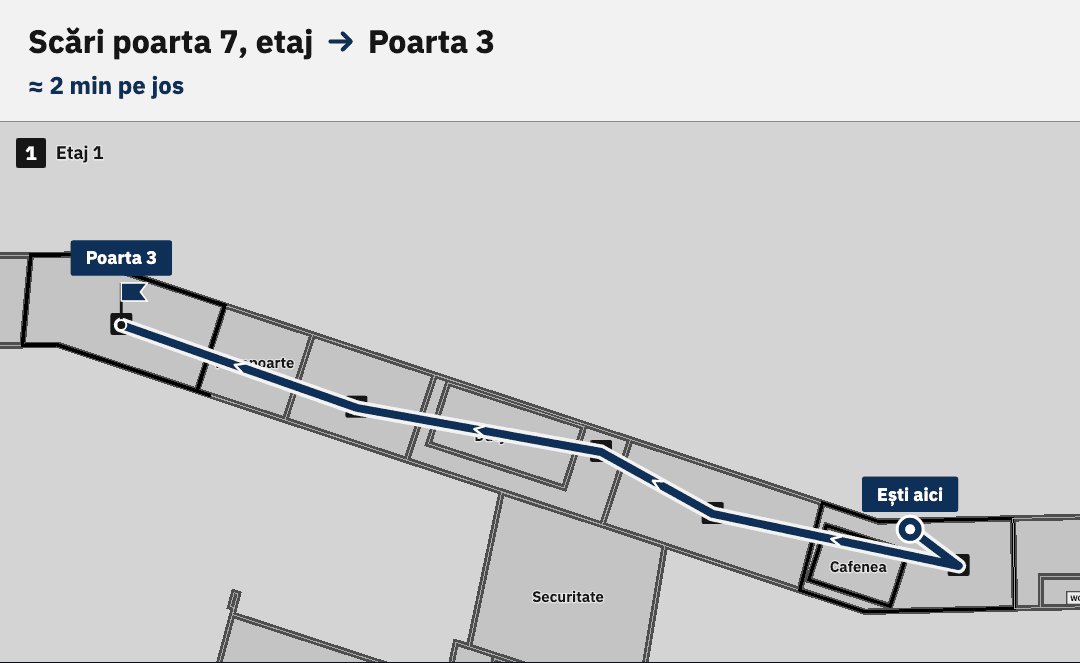 Scări poarta 7, etaj → Poarta 3
≈ 2 min pe jos
1 Etaj 1
Poarta 3
Ești aici
Cafenea
Securitate